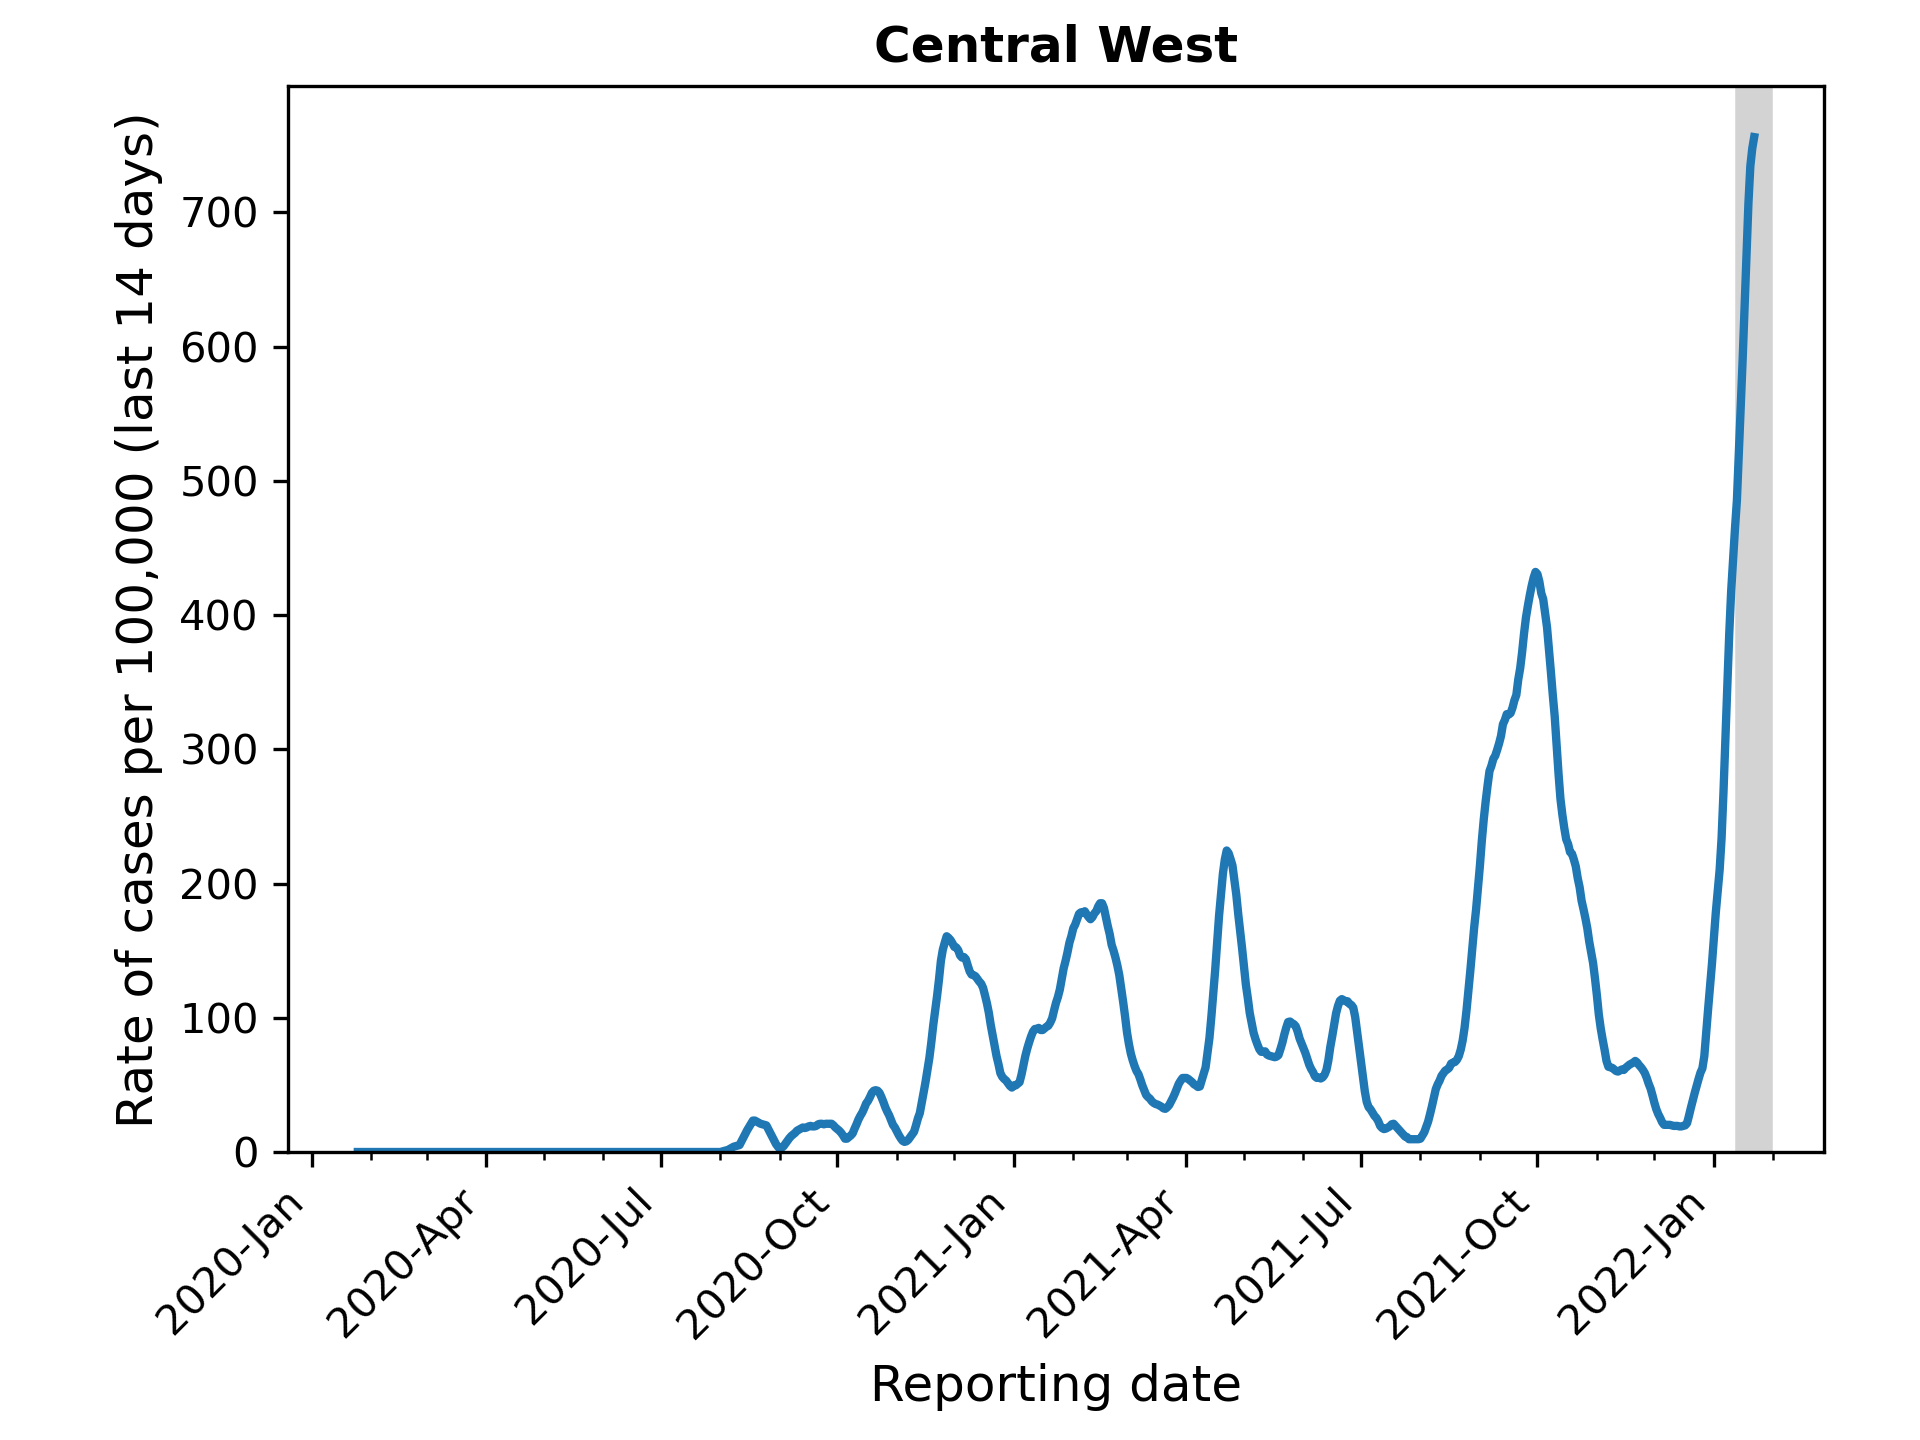 Central West
Rate of cases per 100,000 (last 14 days)
700
600
500
400
300
200
100
0
2020-Jan
2020-Apr
2020-Jul
2020-Oct
2021-Jan
2021-Apr
2021-Jul
2021-Oct
2022-Jan
Reporting date